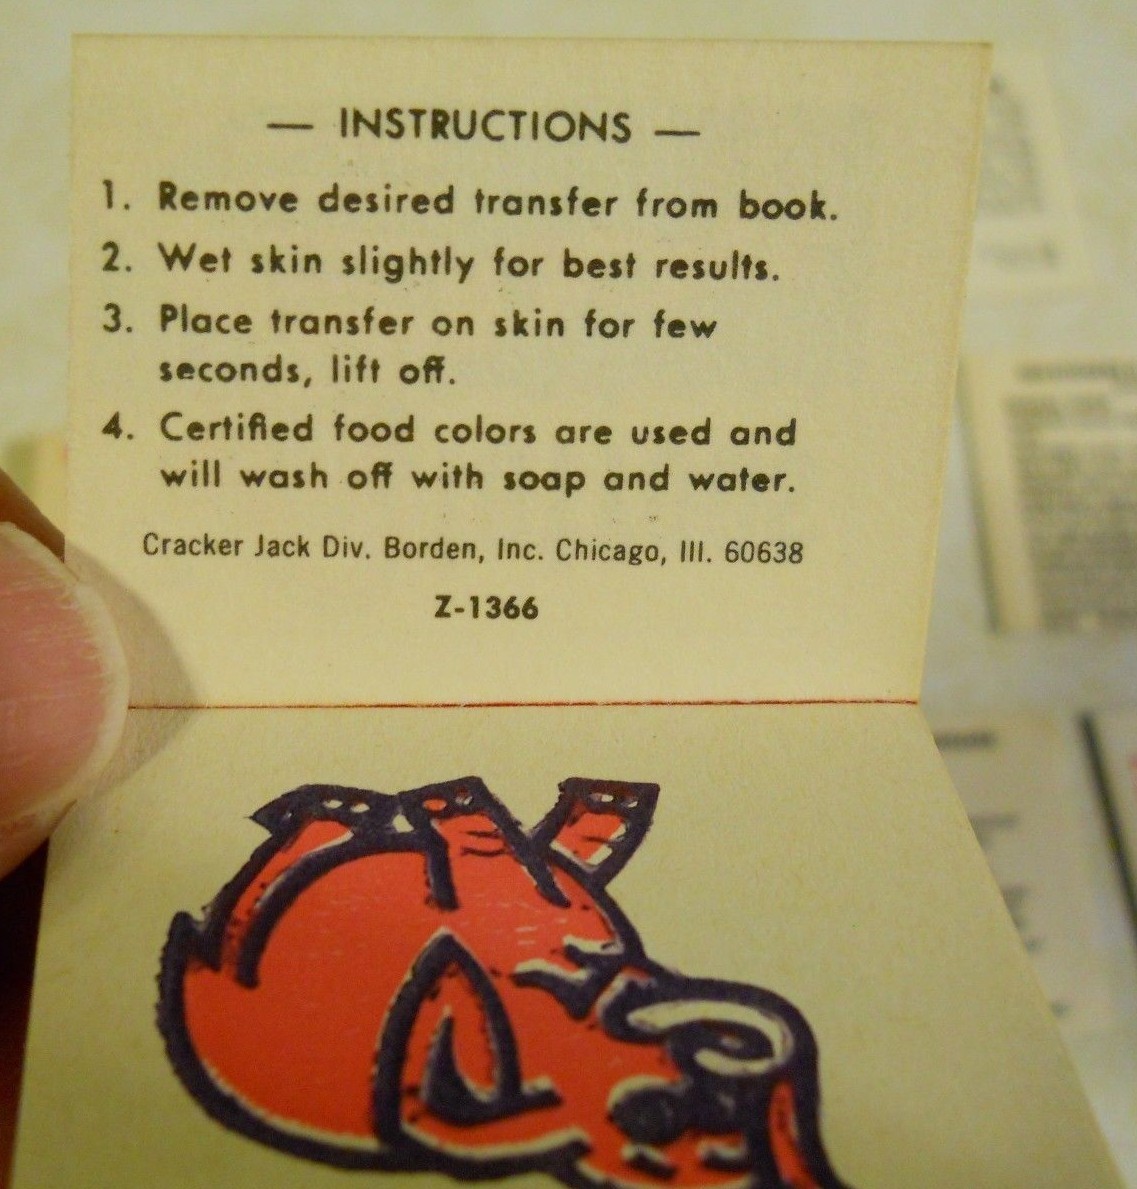 — INSTRUCTIONS —
1. Remove desired transfer from book.
2. Wet skin slightly for best results.
3. Place transfer on skin for few
seconds, lift off.
4. Certified food colors are used and
will wash off with soap and water.
Cracker Jack Div. Borden, Inc. Chicago, Ill. 60638
Z-1366